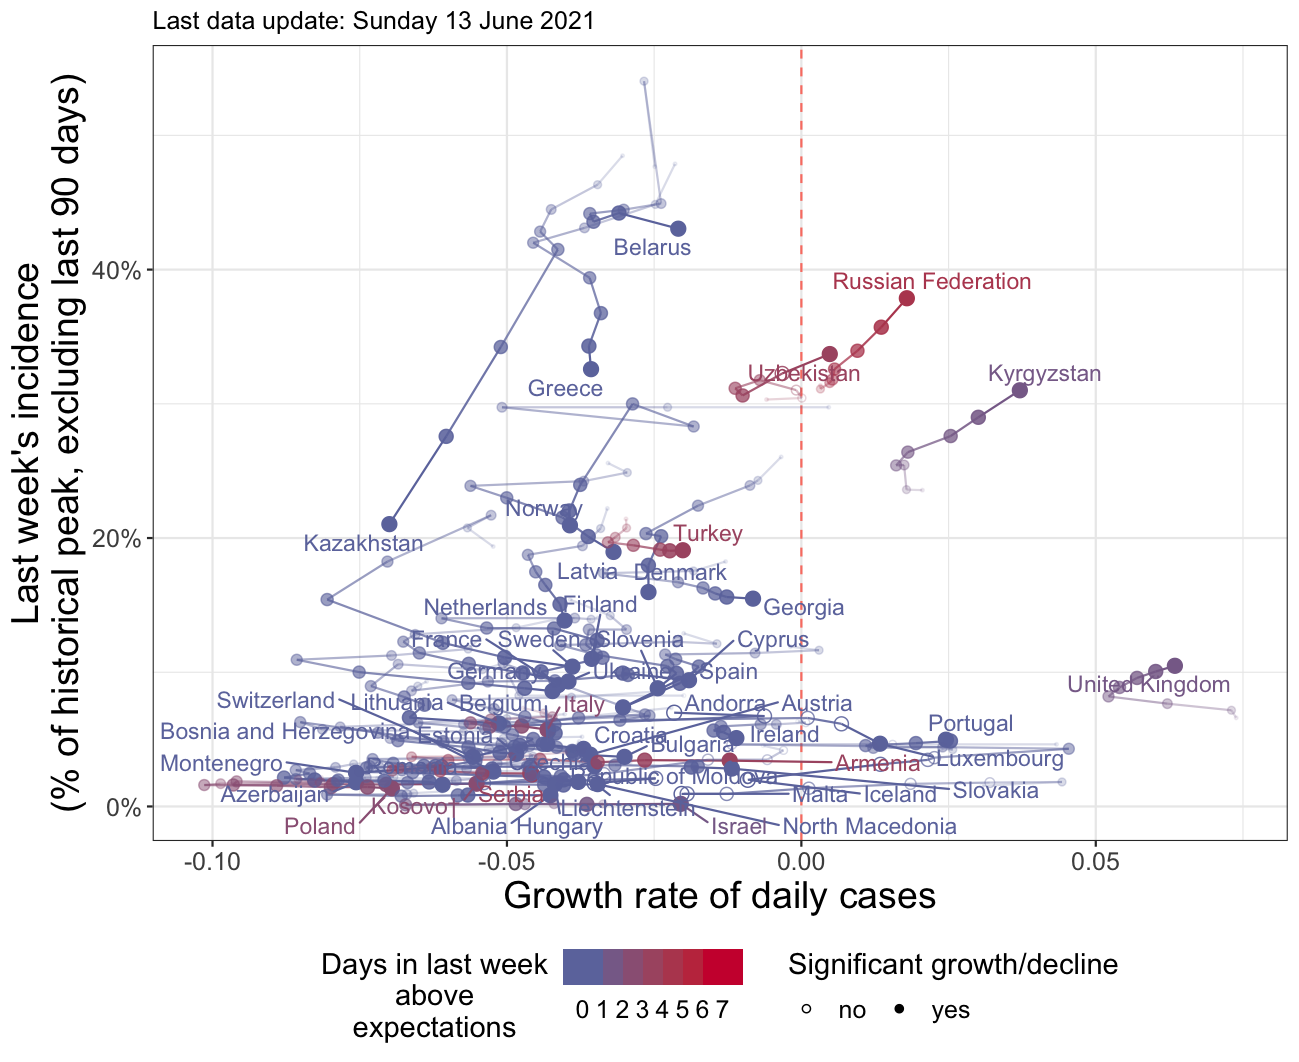 Last data update: Sunday 13 June 2021
Last week's incidence
(% of historical peak, excluding last 90 days)
40%
20%
0%
Belarus
Russian Federation
Uzbekistan
Kyrgyzstan
Greece
Norway
Kazakhstan
Turkey
Latvia
Denmark
Netherlands
Finland
Georgia
France
Sweden
Slovenia
Cyprus
Germany
Ukraine
Spain
United Kingdom
Switzerland
Lithuania
Belgium
Italy
Andorra
Austria
Bosnia and Herzegovina
Estonia
Croatia
Ireland
Portugal
Montenegro
Bulgaria
Armenia
Luxembourg
Republic of Moldova
Azerbaijan
Kosovo
Serbia
Liechtenstein
Malta
Iceland
Slovakia
Poland
Albania
Hungary
Israel
North Macedonia
-0.10
-0.05
0.00
0.05
Growth rate of daily cases
Days in last week
above
expectations
0 1 2 3 4 5 6 7
Significant growth/decline
no
yes